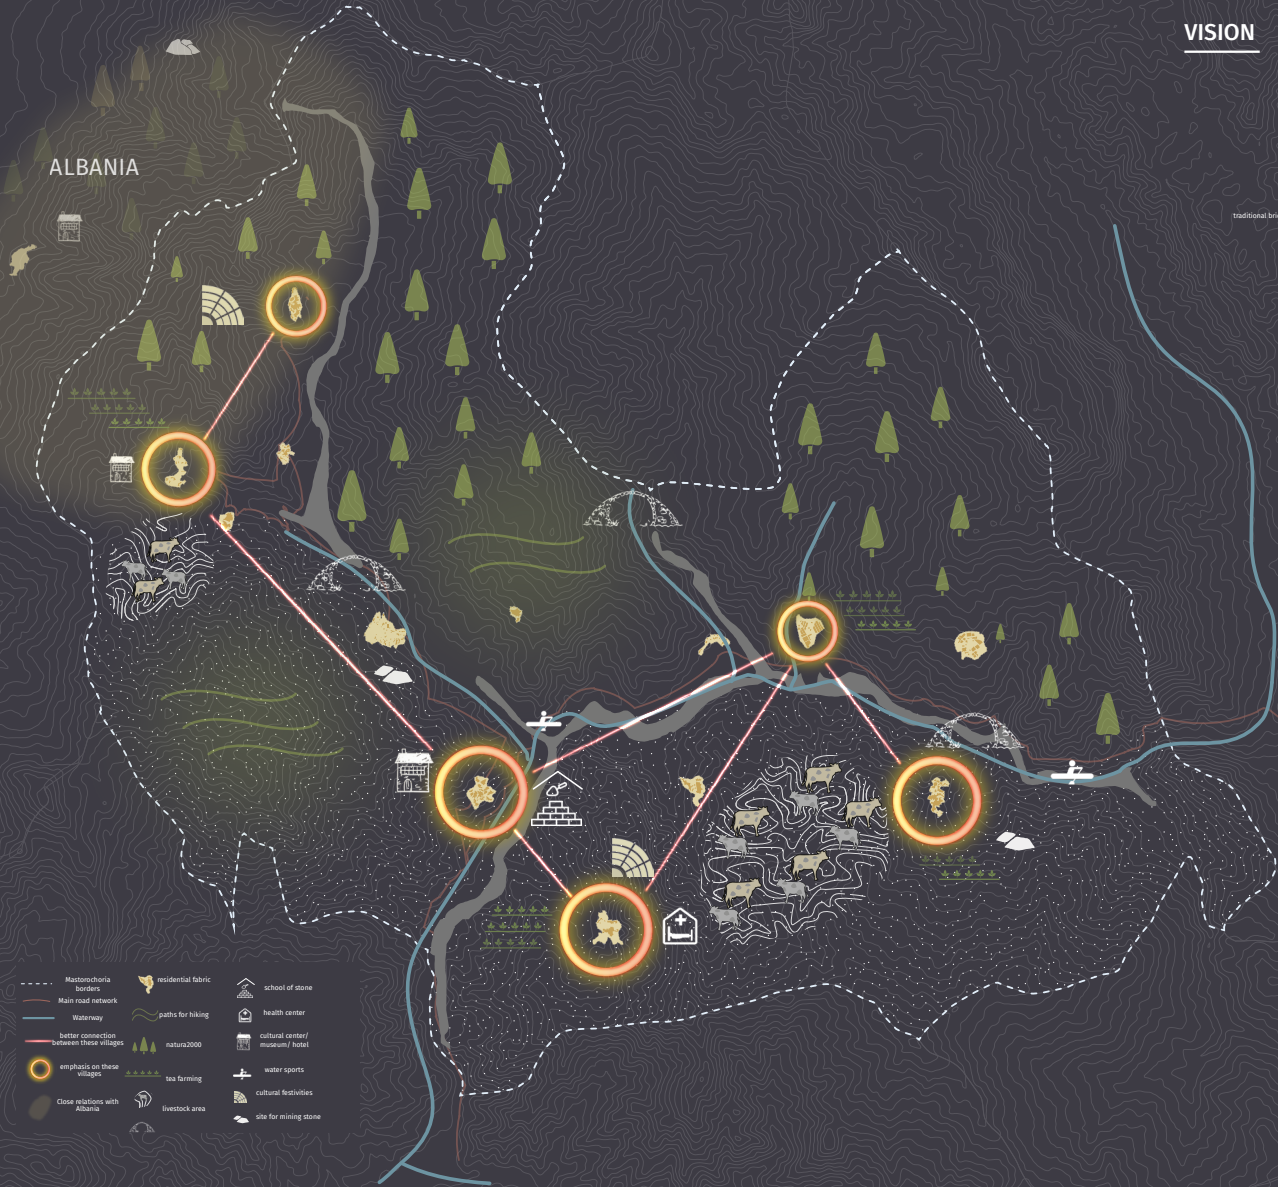 VISION
ALBANIA
traditional bri
Mastorochoria
borders
Main road network
Waterway
better connection
between these villages
emphasis on these
villages
Close relations with
Albania
residential fabric
paths for hiking
natura2000
tea farming
livestock area
school of stone
health center
cultural center/
museum/ hotel
water sports
cultural festivities
site for mining stone